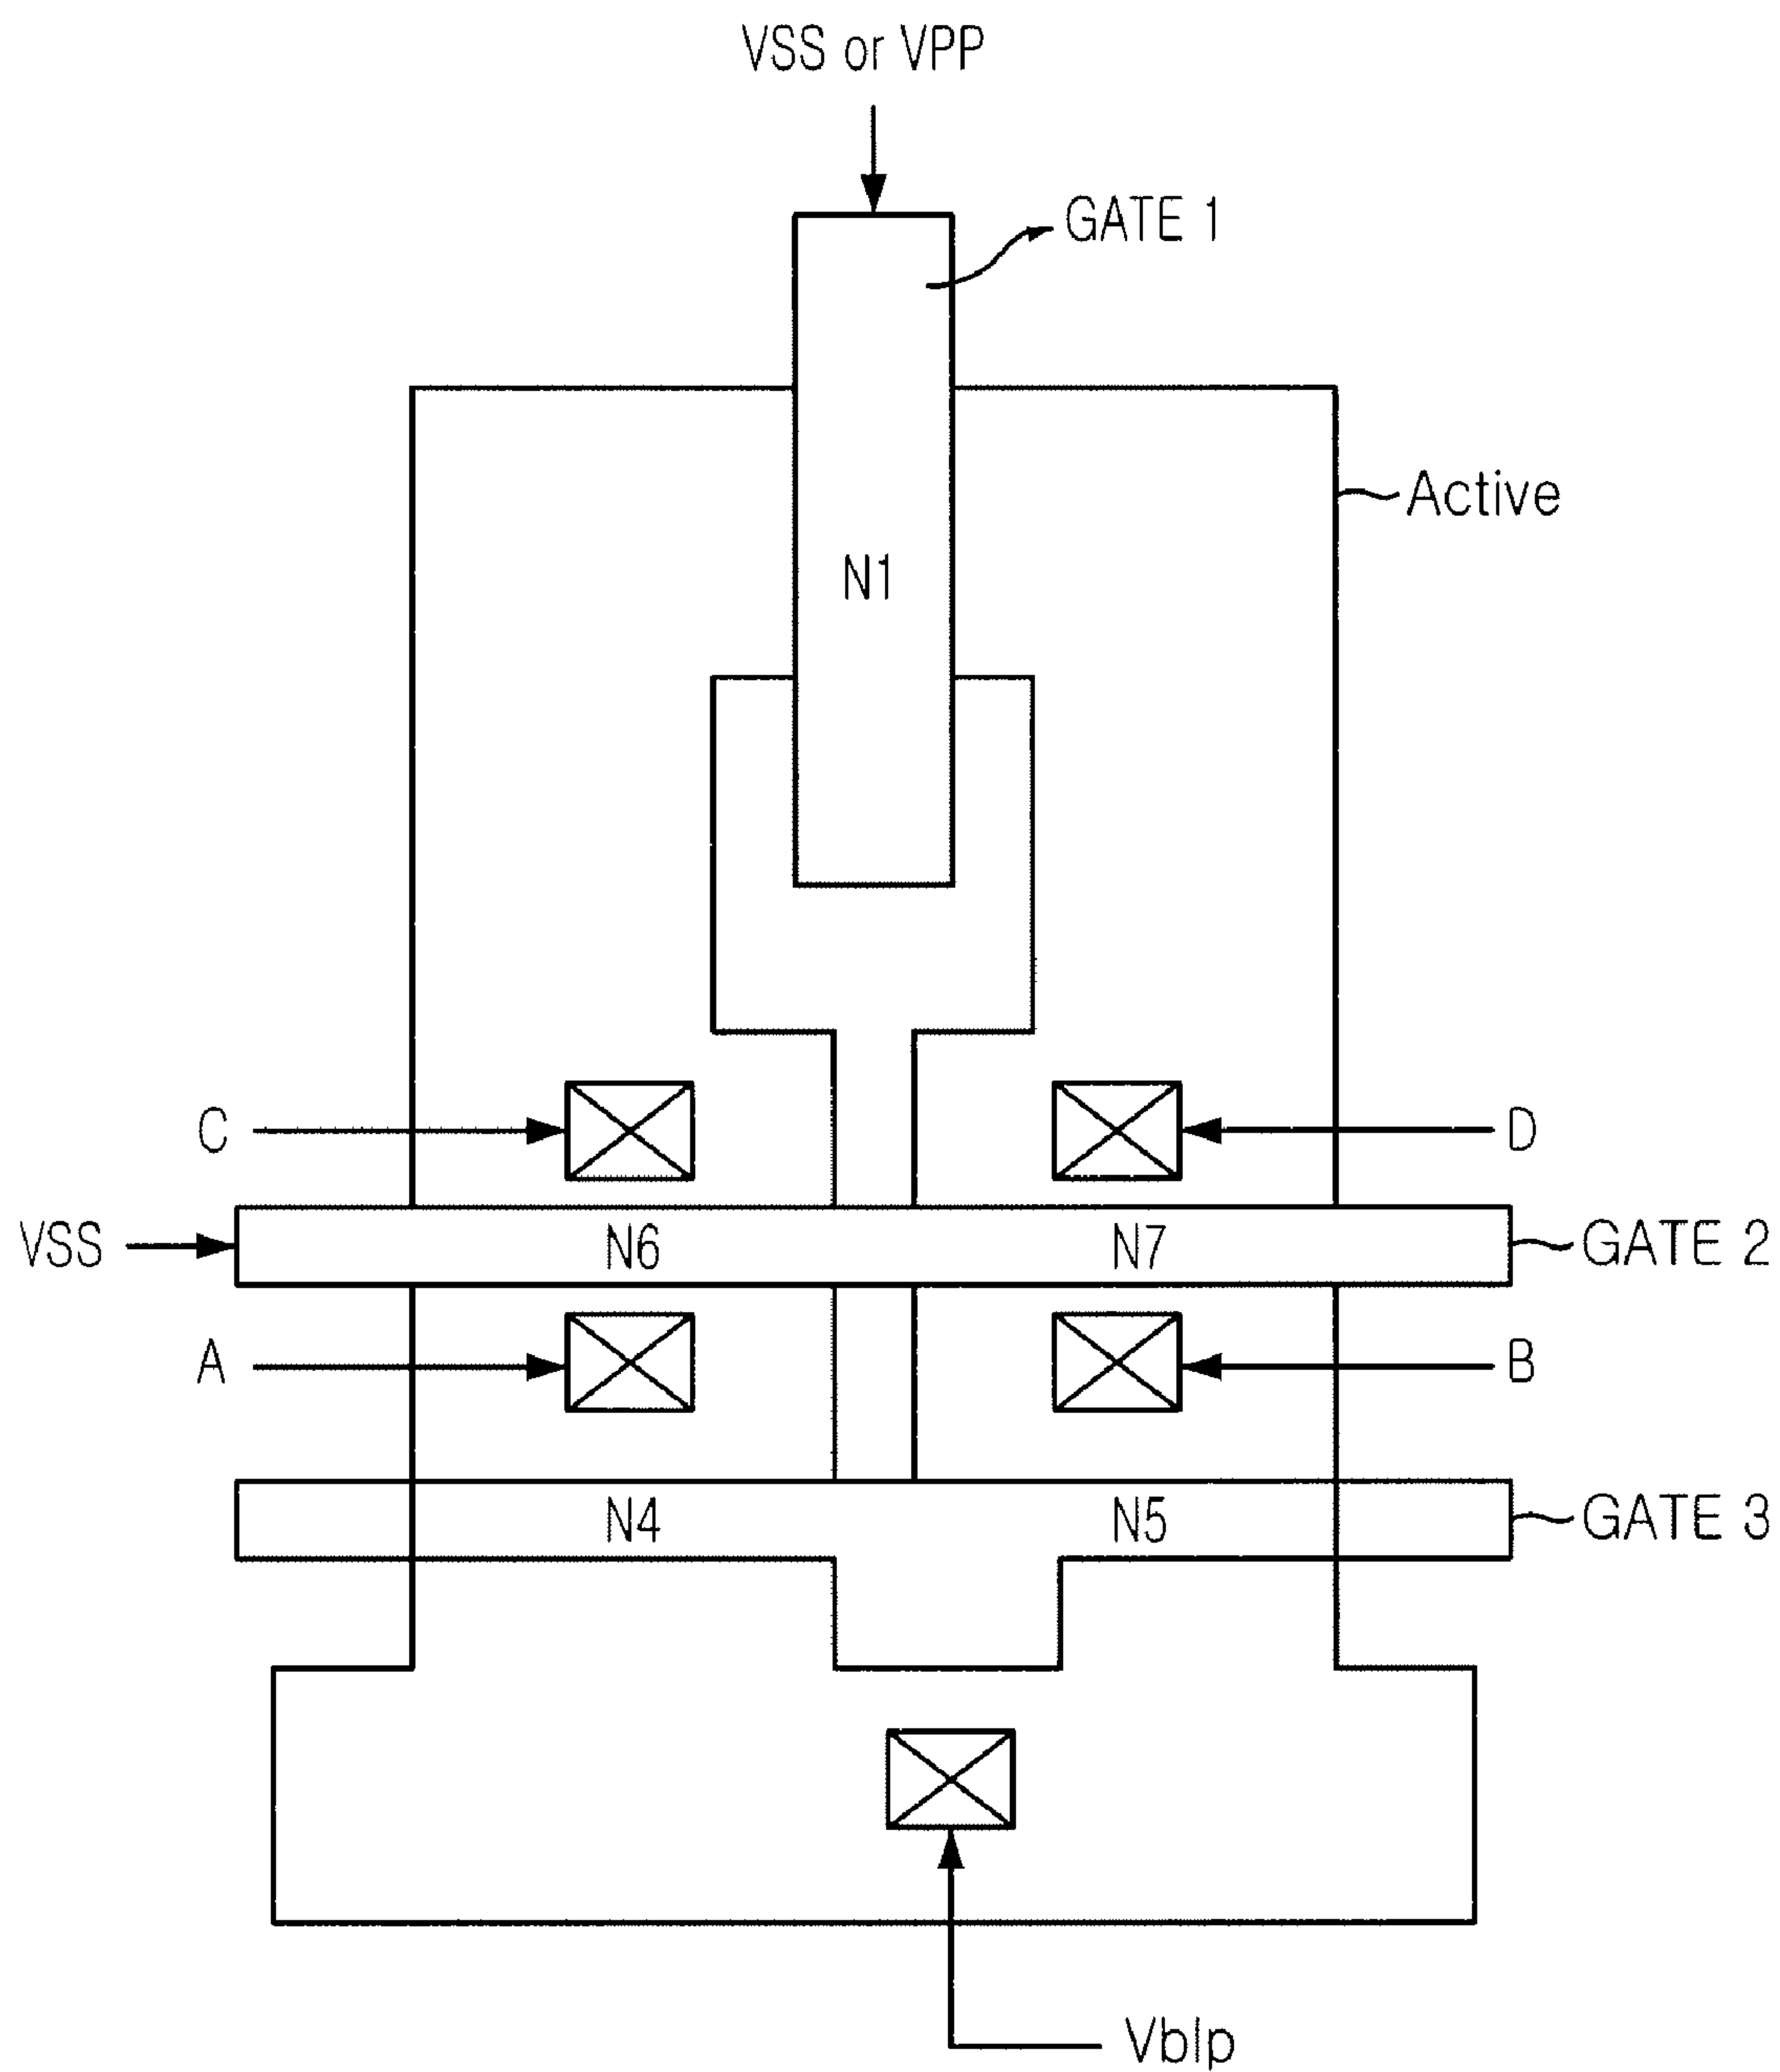 VSS or VPP
GATE 1
Active
N1
C
D
VSS
N6
N7
GATE 2
A
B
N4
N5
GATE 3
Vblp